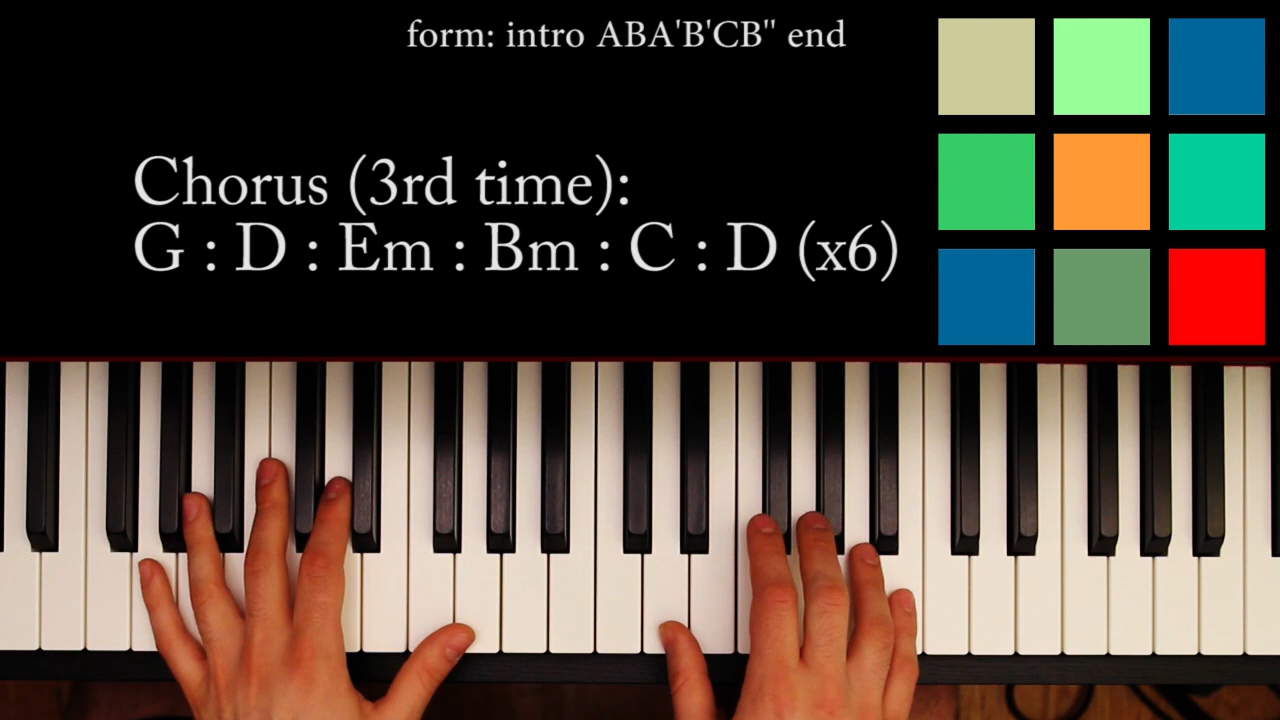 form: intro ABA'B'CB" end
Chorus (3rd time):
G : D : Em : Bm : C : D (x6)